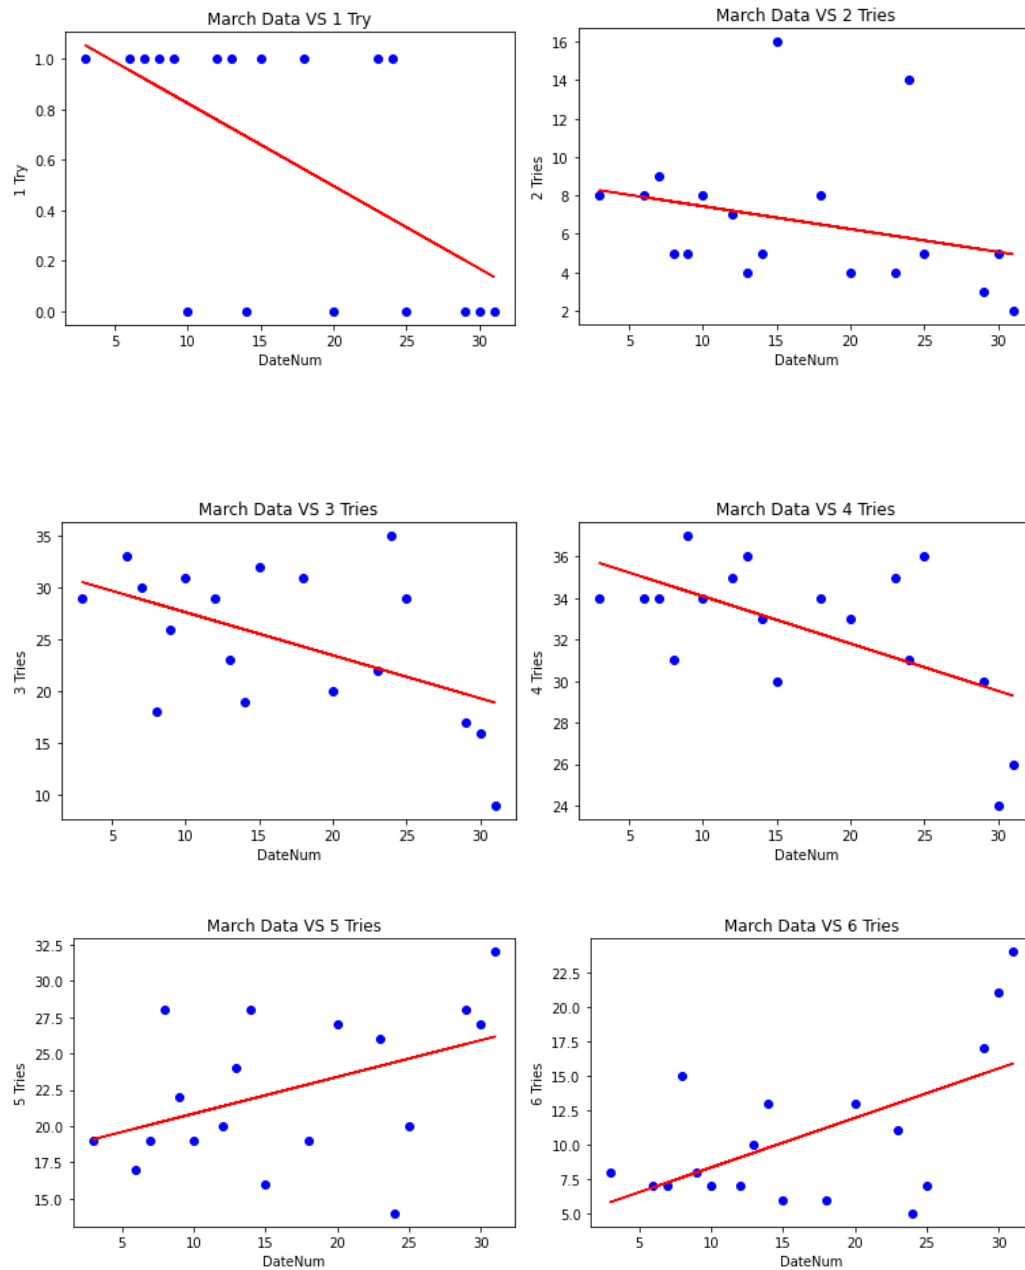 March Data VS 1 Try
1.0
0.8
0.6
0.4
0.2
0.0
1 Try
5 10 15 20 25 30
DateNum
March Data VS 2 Tries
16
14
12
10
8
6
4
2
2 Tries
5 10 15 20 25 30
DateNum
March Data VS 3 Tries
35
30
25
20
15
10
3 Tries
5 10 15 20 25 30
DateNum
March Data VS 4 Tries
36
34
32
30
28
26
24
4 Tries
5 10 15 20 25 30
DateNum
March Data VS 5 Tries
32.5
30.0
27.5
25.0
22.5
20.0
17.5
15.0
5 Tries
5 10 15 20 25 30
DateNum
March Data VS 6 Tries
22.5
20.0
17.5
15.0
12.5
10.0
7.5
5.0
6 Tries
5 10 15 20 25 30
DateNum